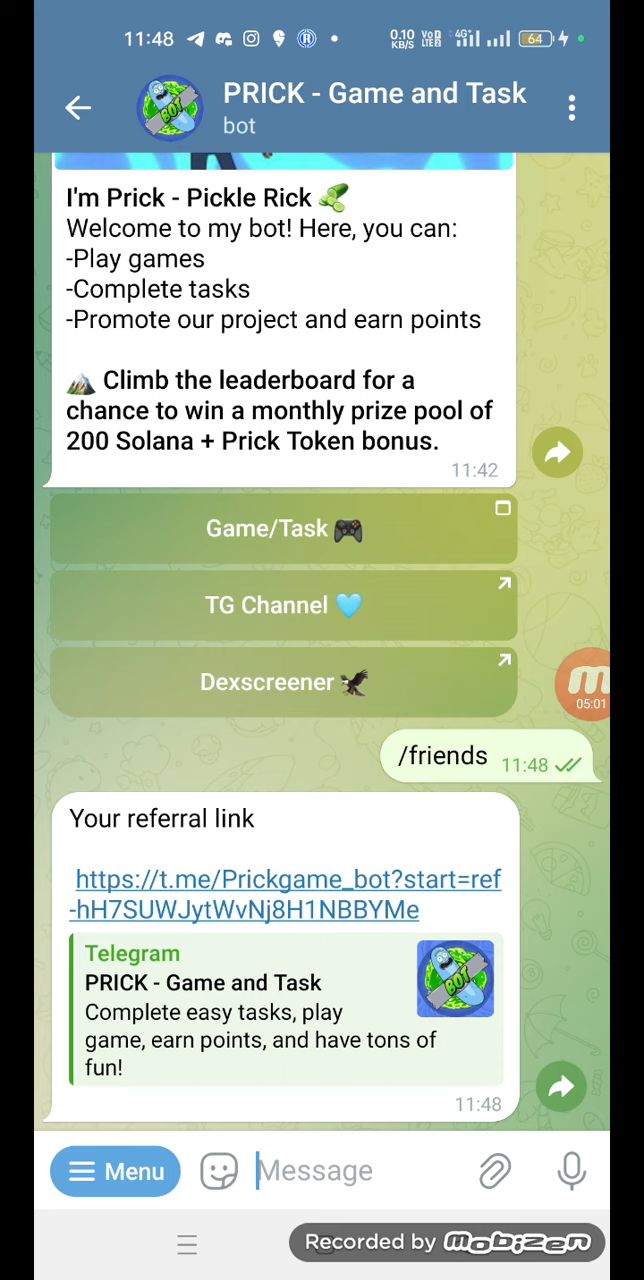 11:48
0.10 KB/S
VoD LTE2
4G
64
PRICK - Game and Task
bot
BOT
I'm Prick - Pickle Rick
Welcome to my bot! Here, you can:
-Play games
-Complete tasks
-Promote our project and earn points
Climb the leaderboard for a
chance to win a monthly prize pool of
200 Solana + Prick Token bonus.
11:42
Game/Task
TG Channel
Dexscreener
05:01
/friends 11:48
Your referral link
https://t.me/Prickgame_bot?start=ref
-hH7SUWJytWvNj8H1NBBYMe
Telegram
PRICK - Game and Task
Complete easy tasks, play
game, earn points, and have tons of
fun!
BOT
11:48
Menu
Message
Recorded by mobizen